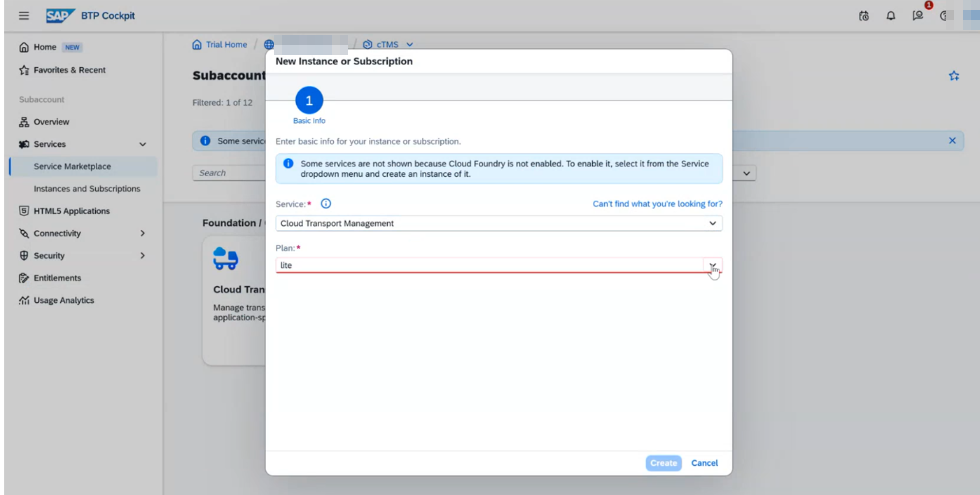 SAP BTP Cockpit
1
Home NEW
Favorites & Recent
Subaccount
Overview
Services
Service Marketplace
Instances and Subscriptions
HTML5 Applications
Connectivity
Security
Entitlements
Usage Analytics
Trial Home / / cTMS
Subaccount
Filtered: 1 of 12
Some servic
Search
Foundation /
Cloud Tran
Manage trans
application-sp
New Instance or Subscription
1
Basic Info
Enter basic info for your instance or subscription.
Some services are not shown because Cloud Foundry is not enabled. To enable it, select it from the Service
dropdown menu and create an instance of it.
Service:* Can't find what you're looking for?
Cloud Transport Management
Plan:*
lite
Create Cancel